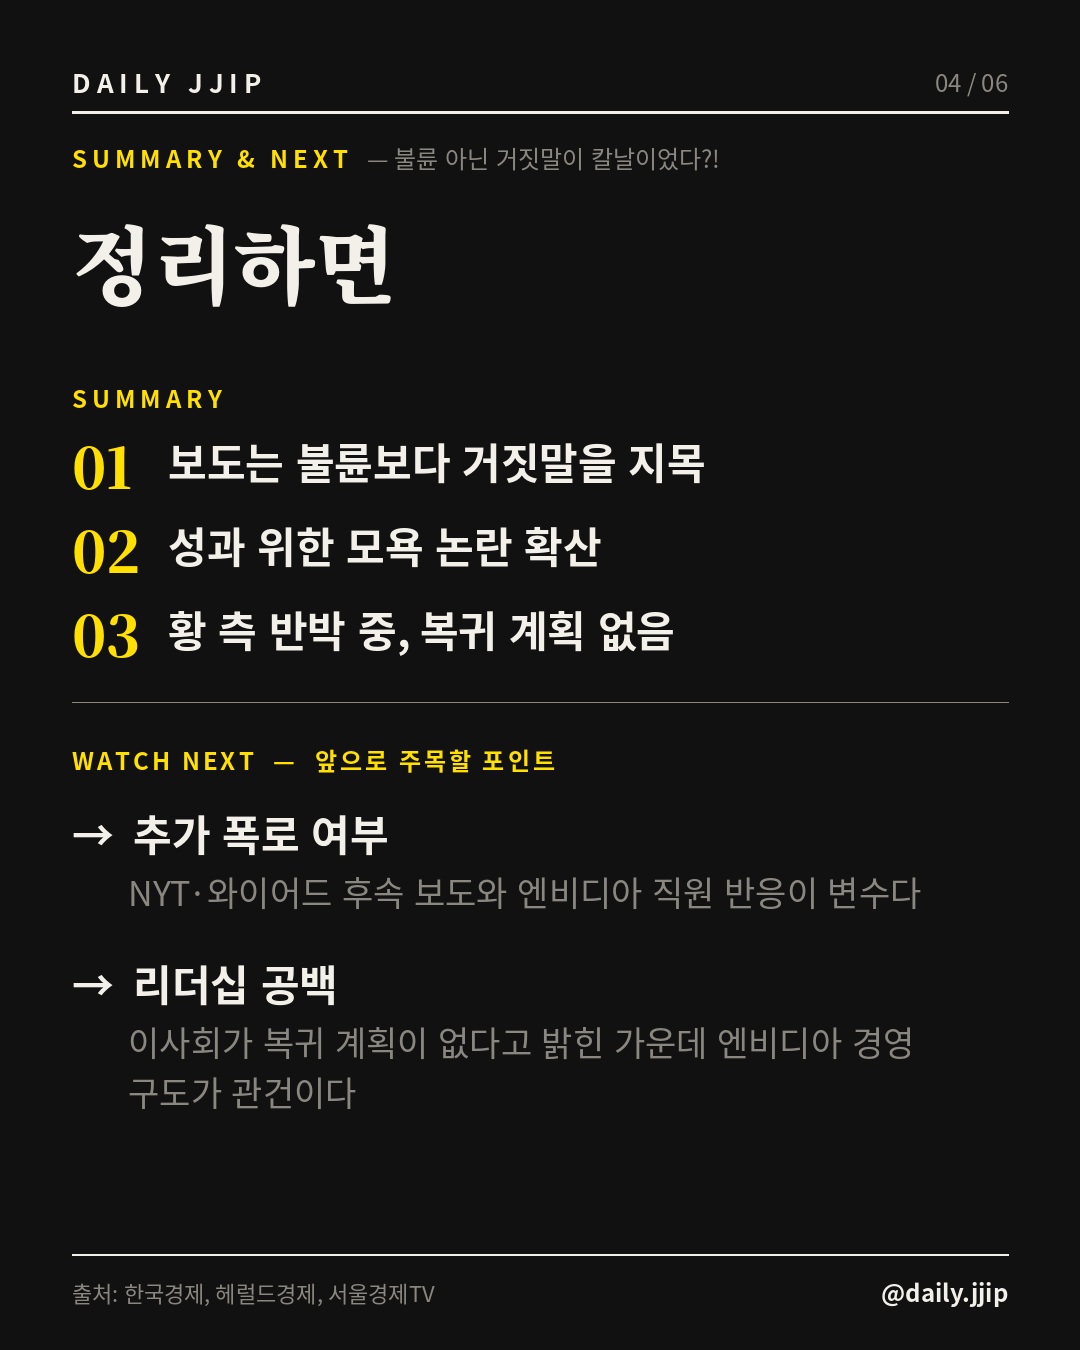 DAILY JJIP
04 / 06
SUMMARY & NEXT — 불륜 아닌 거짓말이 칼날이었다?!
정리하면
SUMMARY
01 보도는 불륜보다 거짓말을 지목
02 성과 위한 모욕 논란 확산
03 황 측 반박 중, 복귀 계획 없음
WATCH NEXT — 앞으로 주목할 포인트
→ 추가 폭로 여부
NYT·와이어드 후속 보도와 엔비디아 직원 반응이 변수다
→ 리더십 공백
이사회가 복귀 계획이 없다고 밝힌 가운데 엔비디아 경영
구도가 관건이다
출처: 한국경제, 헤럴드경제, 서울경제TV
@daily.jjip